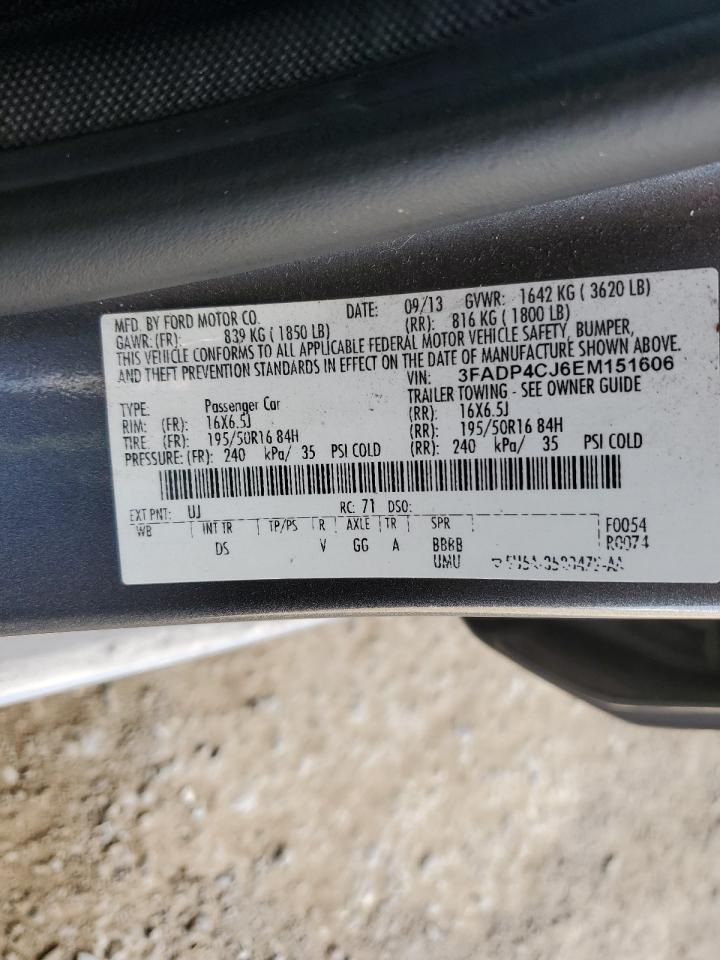 MFD. BY FORD MOTOR CO. DATE: 09/13 GVWR: 1642 KG ( 3620 LB)
GAWR: (FR): 839 KG ( 1850 LB) (RR): 816 KG ( 1800 LB)
THIS VEHICLE CONFORMS TO ALL APPLICABLE FEDERAL MOTOR VEHICLE SAFETY, BUMPER,
AND THEFT PREVENTION STANDARDS IN EFFECT ON THE DATE OF MANUFACTURE SHOWN ABOVE.
VIN: 3FADP4CJ6EM151606
TYPE: Passenger Car TRAILER TOWING - SEE OWNER GUIDE
RIM: (FR): 16X6.5J (RR): 16X6.5J
TIRE: (FR): 195/50R16 84H (RR): 195/50R16 84H
PRESSURE: (FR): 240 kPa/ 35 PSI COLD (RR): 240 kPa/ 35 PSI COLD
EXT PNT: UJ RC: 71 DSO:
WB INT TR TP/PS R AXLE TR SPR F0054
DS V GG A BBBB R0074
UMU